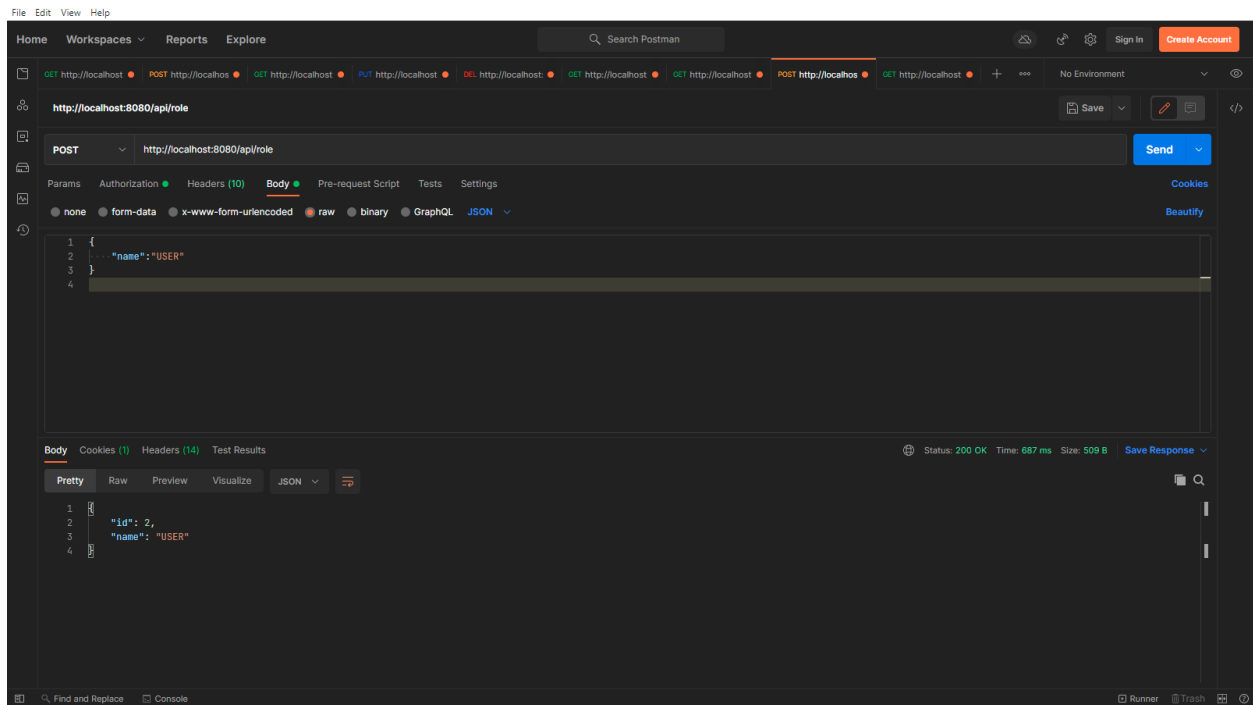 File Edit View Help
Home Workspaces Reports Explore Search Postman Sign In Create Account
GET http://localhost POST http://localhos GET http://localhost PUT http://localhost DEL http://localhost: GET http://localhost GET http://localhost POST http://localhos GET http://localhost No Environment
http://localhost:8080/api/role Save
POST http://localhost:8080/api/role Send
Params Authorization Headers (10) Body Pre-request Script Tests Settings Cookies
none form-data x-www-form-urlencoded raw binary GraphQL JSON Beautify
1 {
2 "name":"USER"
3 }
4
Body Cookies (1) Headers (14) Test Results Status: 200 OK Time: 687 ms Size: 509 B Save Response
Pretty Raw Preview Visualize JSON
1 {
2 "id": 2,
3 "name": "USER"
4 }
Find and Replace Console Runner Trash